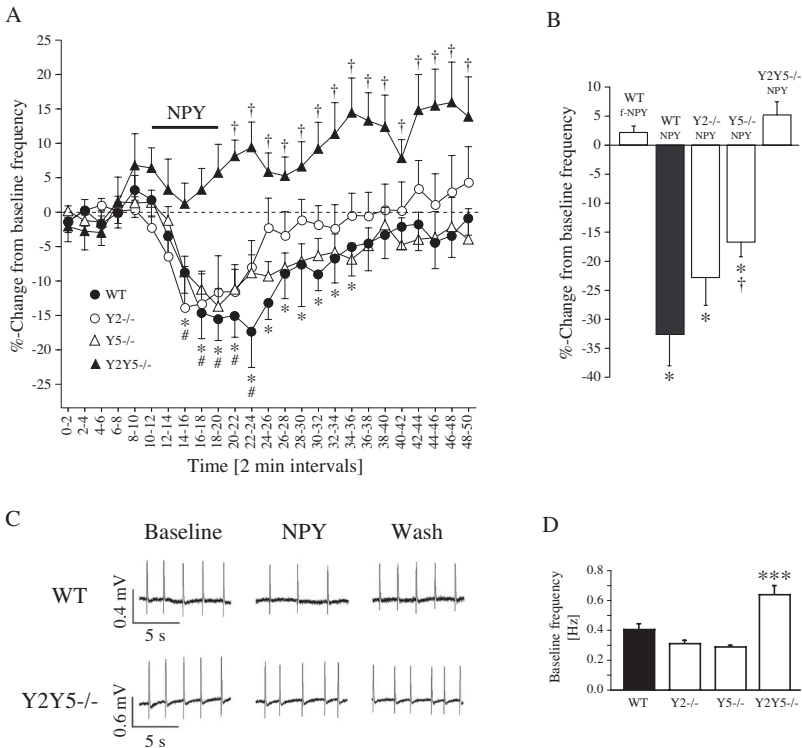 A
%-Change from baseline frequency
25
20
15
10
5
0
-5
-10
-15
-20
-25
NPY
† † † † † † † † † † † † † † †
WT
Y2-/-
Y5-/-
Y2Y5-/-
* * * * * * * * * * *
# # # # #
0-2 2-4 4-6 6-8 8-10 10-12 12-14 14-16 16-18 18-20 20-22 22-24 24-26 26-28 28-30 30-32 32-34 34-36 36-38 38-40 40-42 42-44 44-46 46-48 48-50
Time [2 min intervals]
B
%-Change from baseline frequency
10
5
0
-5
-10
-15
-20
-25
-30
-35
-40
WT
f-NPY
WT
NPY
Y2-/-
NPY
Y5-/-
NPY
Y2Y5-/-
NPY
*
*
*
†
C
Baseline NPY Wash
WT
0.4 mV
5 s
Y2Y5-/-
0.6 mV
5 s
D
Baseline frequency
[Hz]
0.8
0.6
0.4
0.2
0.0
***
WT Y2-/- Y5-/- Y2Y5-/-